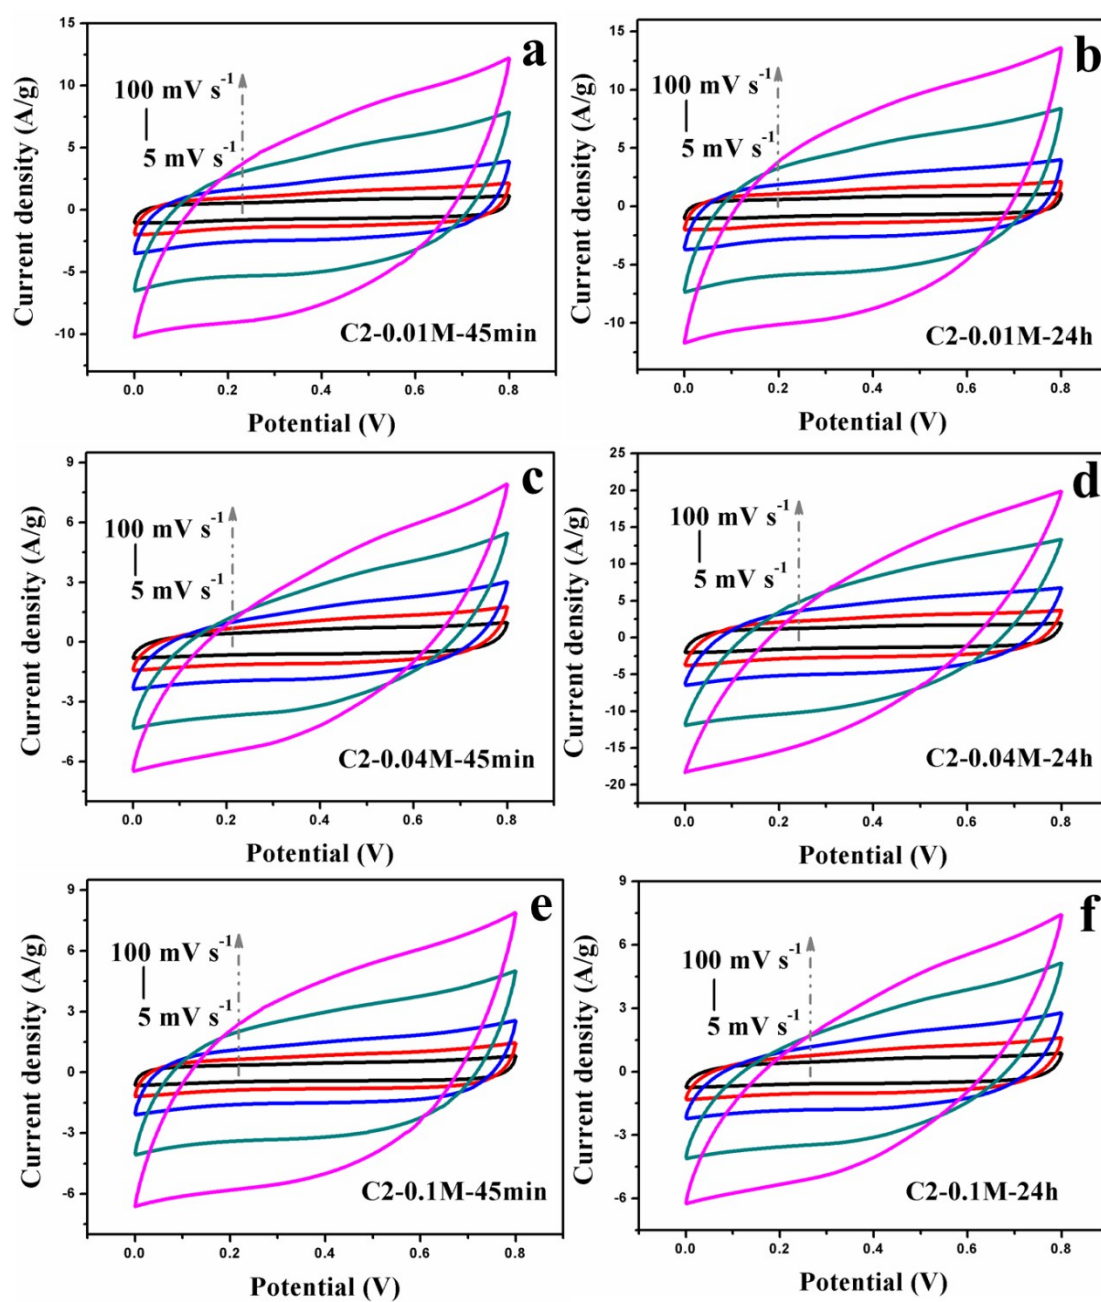 a
15
10
5
0
-5
-10
Current density (A/g)
100 mV s⁻¹
5 mV s⁻¹
C2-0.01M-45min
0.0 0.2 0.4 0.6 0.8
Potential (V)
b
15
10
5
0
-5
-10
Current density (A/g)
100 mV s⁻¹
5 mV s⁻¹
C2-0.01M-24h
0.0 0.2 0.4 0.6 0.8
Potential (V)
c
9
6
3
0
-3
-6
Current density (A/g)
100 mV s⁻¹
5 mV s⁻¹
C2-0.04M-45min
0.0 0.2 0.4 0.6 0.8
Potential (V)
d
25
20
15
10
5
0
-5
-10
-15
-20
Current density (A/g)
100 mV s⁻¹
5 mV s⁻¹
C2-0.04M-24h
0.0 0.2 0.4 0.6 0.8
Potential (V)
e
9
6
3
0
-3
-6
Current density (A/g)
100 mV s⁻¹
5 mV s⁻¹
C2-0.1M-45min
0.0 0.2 0.4 0.6 0.8
Potential (V)
f
9
6
3
0
-3
-6
Current density (A/g)
100 mV s⁻¹
5 mV s⁻¹
C2-0.1M-24h
0.0 0.2 0.4 0.6 0.8
Potential (V)